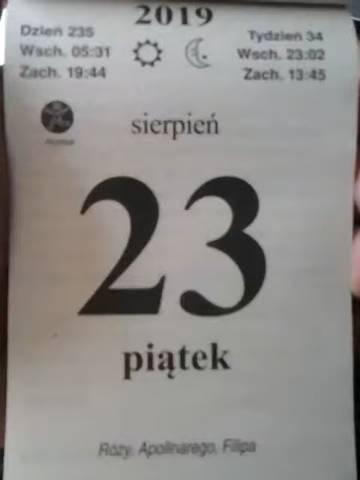 2019
Dzień 235
Wsch. 05:31
Zach. 19:44
Tydzień 34
Wsch. 23:02
Zach. 13:45
sierpień
23
piątek
Róży, Apolinarego, Filipa